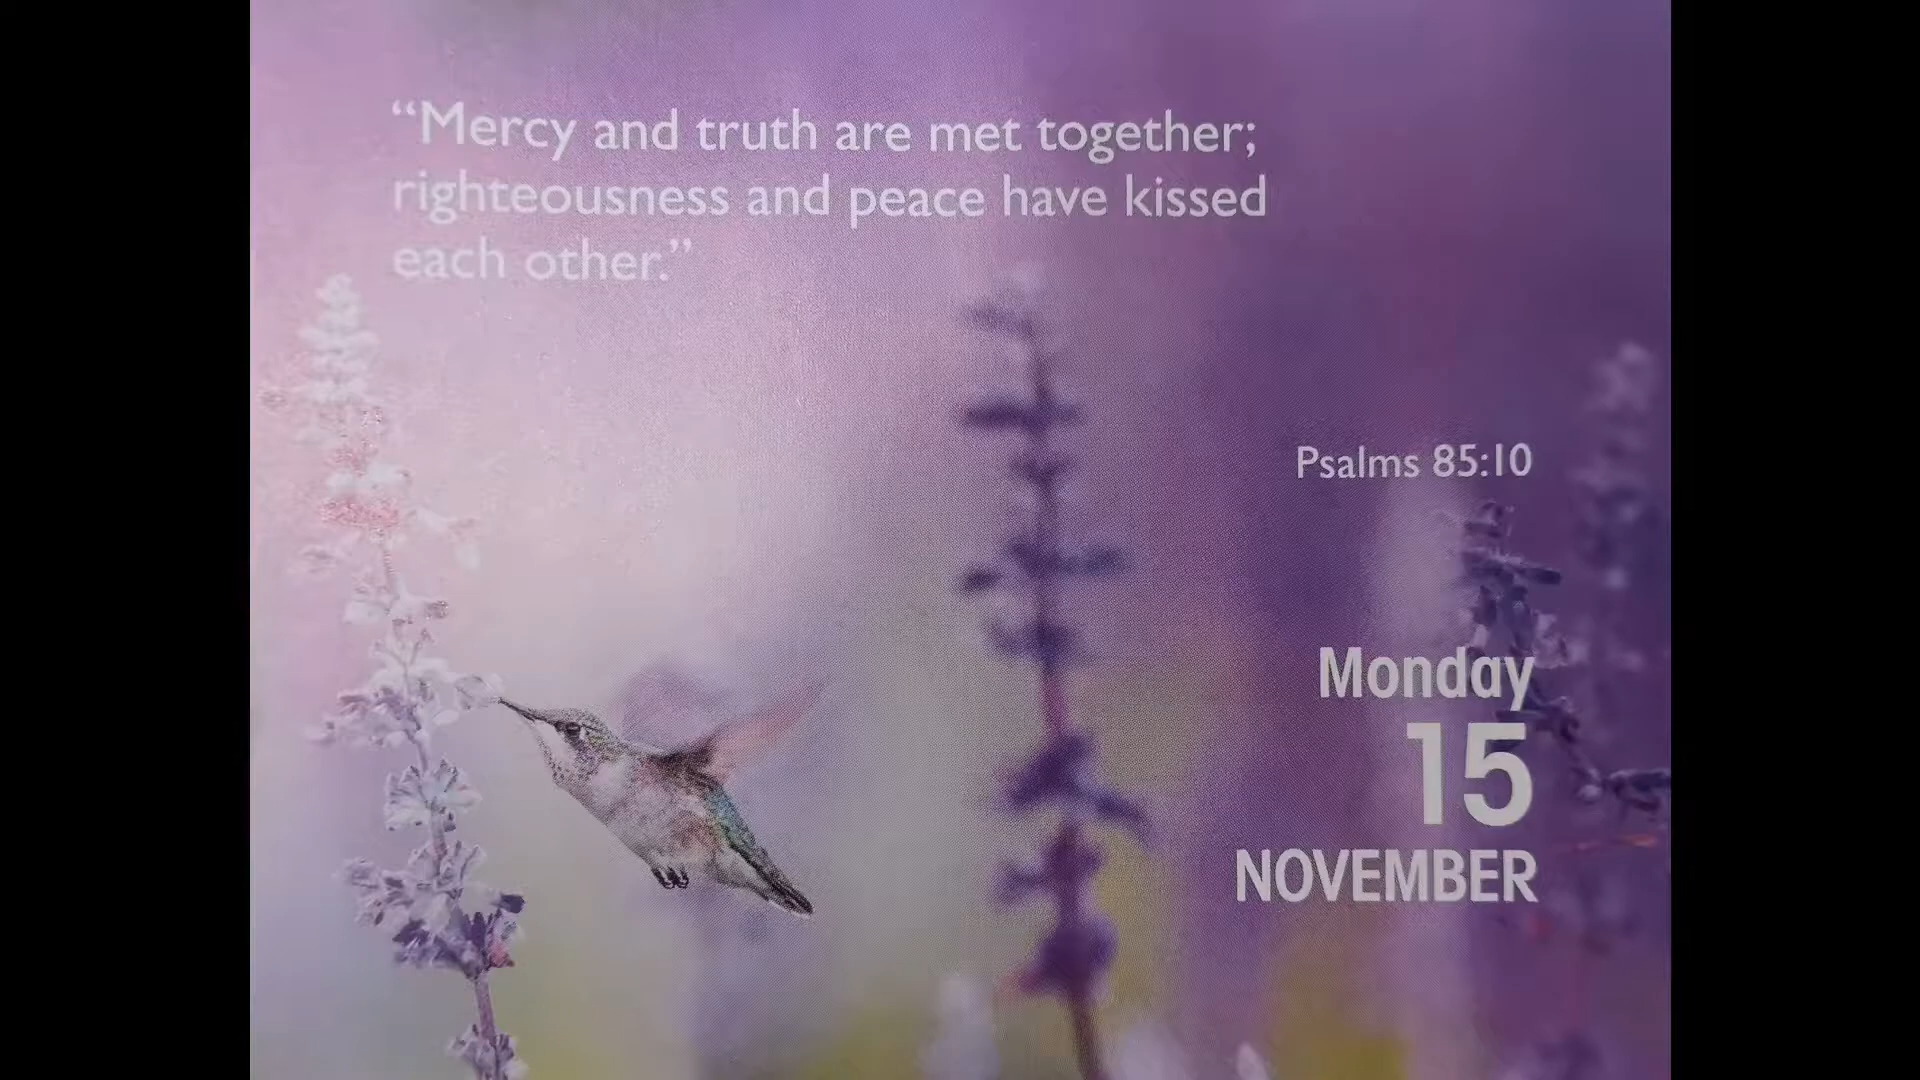 “Mercy and truth are met together;
righteousness and peace have kissed
each other.”
Psalms 85:10
Monday
15
NOVEMBER